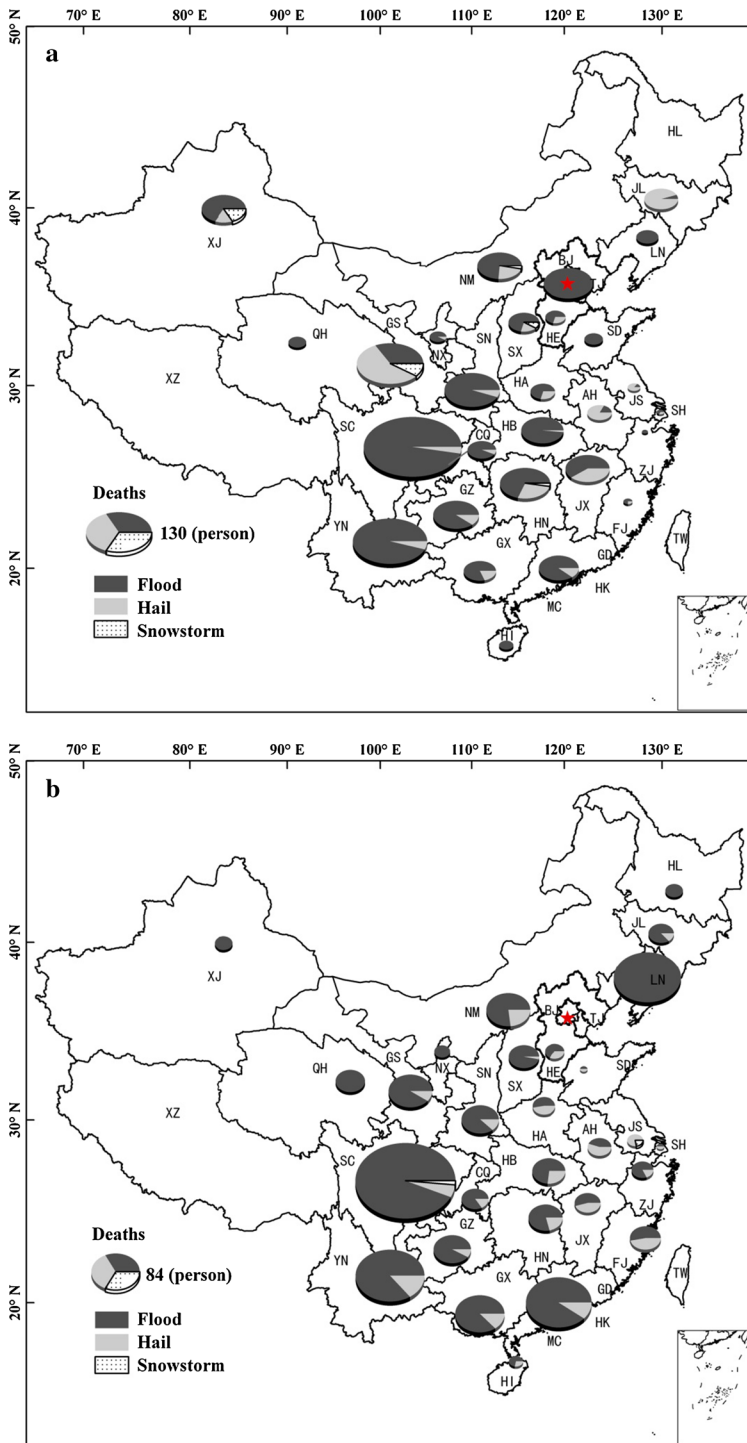 70° E 80° E 90° E 100° E 110° E 120° E 130° E
50° N
a
HL
JL
40° N
LN
XJ
BJ
TJ
NM
GS
SN
SX
HE
SD
QH
NX
XZ
30° N
HA
AH
JS
SH
SC
CQ
HB
ZJ
Deaths
GZ
HN
JX
130 (person)
YN
GX
FJ
TW
Flood
GD
20° N
Hail
MC
HK
Snowstorm
HI
70° E 80° E 90° E 100° E 110° E 120° E 130° E
50° N
b
HL
JL
40° N
XJ
LN
NM
BJ
TJ
GS
NX
SN
SX
HE
SD
QH
XZ
30° N
HA
AH
JS
SH
SC
CQ
HB
ZJ
Deaths
GZ
JX
84 (person)
YN
HN
FJ
GX
TW
GD
20° N
Flood
HK
Hail
MC
Snowstorm
HI